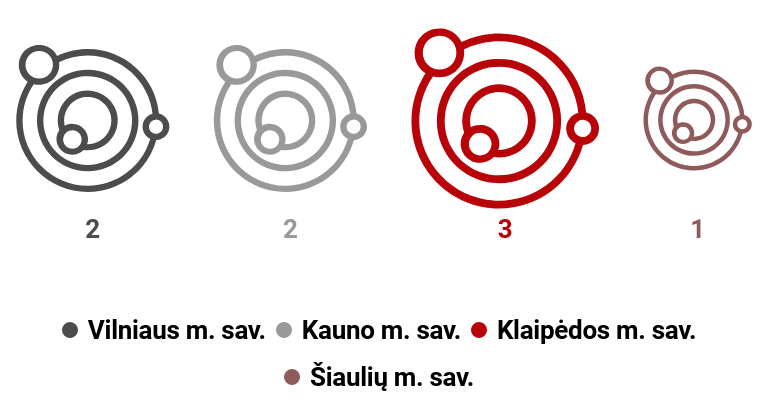 2 2 3 1
Vilniaus m. sav. Kauno m. sav. Klaipėdos m. sav.
Šiaulių m. sav.